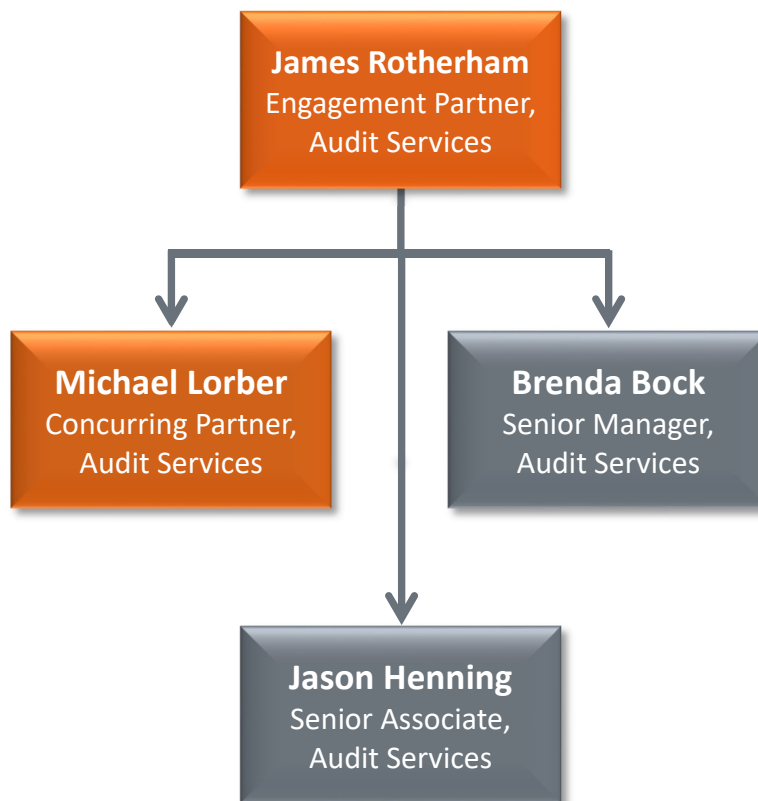 James Rotherham
Engagement Partner,
Audit Services
Michael Lorber
Concurring Partner,
Audit Services
Brenda Bock
Senior Manager,
Audit Services
Jason Henning
Senior Associate,
Audit Services